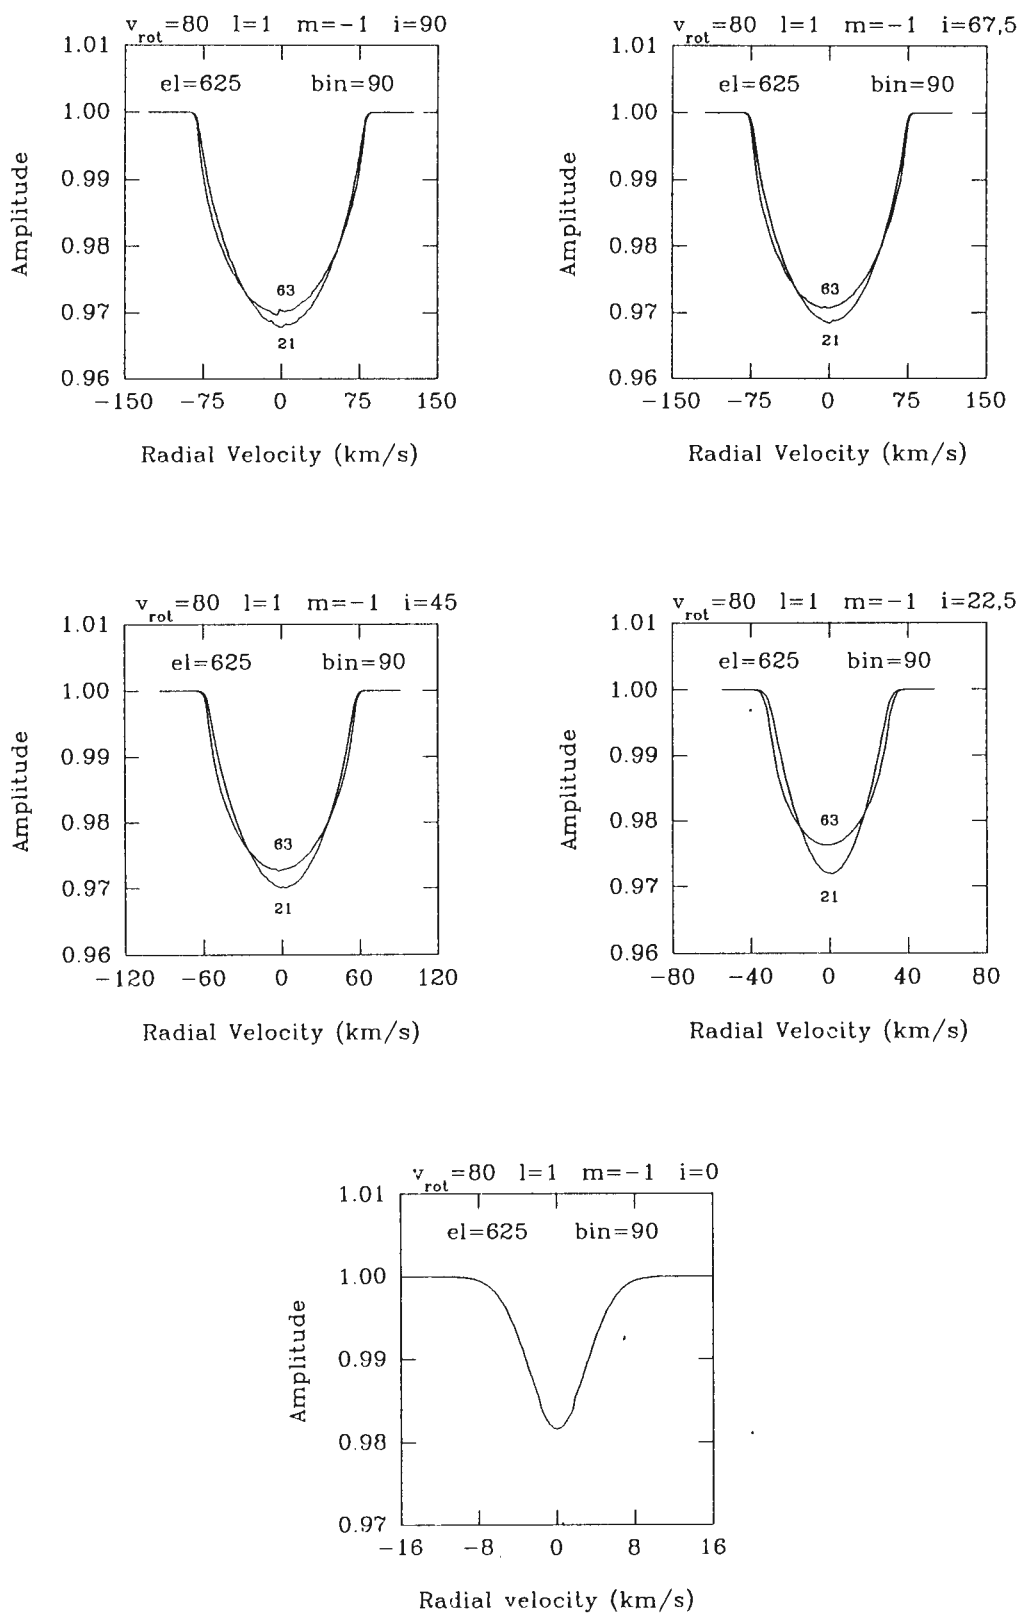 v_rot=80 l=1 m=−1 i=90
1.01
el=625 bin=90
1.00
0.99
0.98
0.97
0.96
63
21
−150 −75 0 75 150
Amplitude
Radial Velocity (km/s)
v_rot=80 l=1 m=−1 i=67,5
1.01
el=625 bin=90
1.00
0.99
0.98
0.97
0.96
63
21
−150 −75 0 75 150
Amplitude
Radial Velocity (km/s)
v_rot=80 l=1 m=−1 i=45
1.01
el=625 bin=90
1.00
0.99
0.98
0.97
0.96
63
21
−120 −60 0 60 120
Amplitude
Radial Velocity (km/s)
v_rot=80 l=1 m=−1 i=22,5
1.01
el=625 bin=90
1.00
0.99
0.98
0.97
0.96
63
21
−80 −40 0 40 80
Amplitude
Radial Velocity (km/s)
v_rot=80 l=1 m=−1 i=0
1.01
el=625 bin=90
1.00
0.99
0.98
0.97
−16 −8 0 8 16
Amplitude
Radial velocity (km/s)